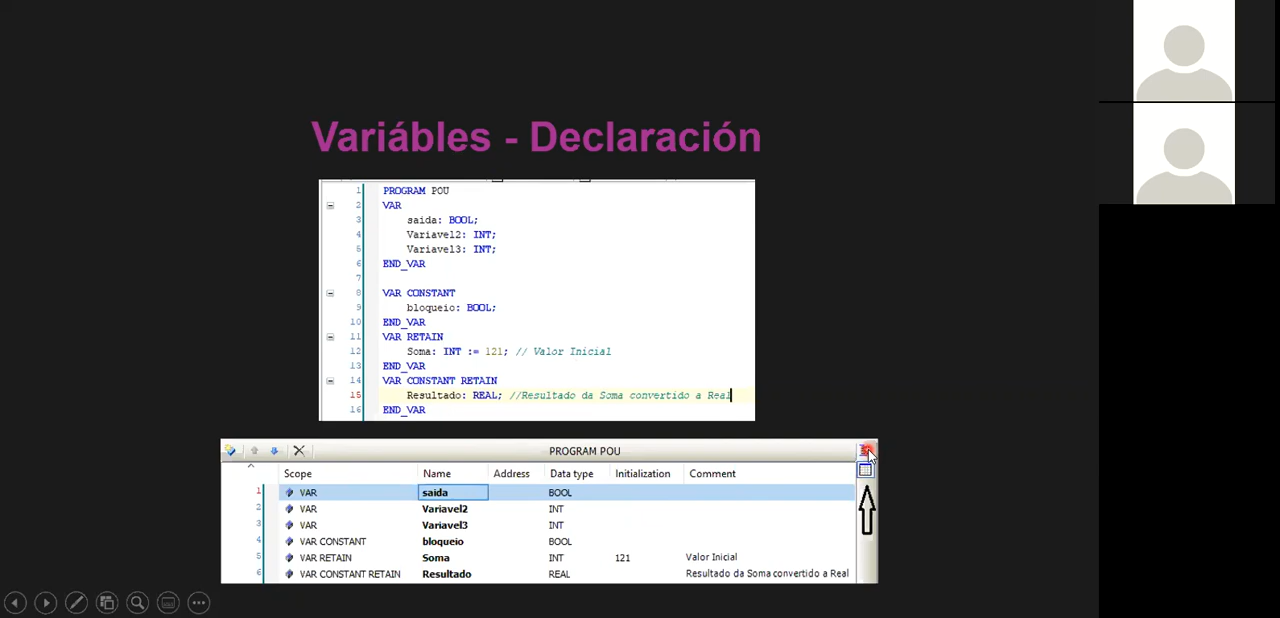 Variábles - Declaración
1 PROGRAM POU
2 VAR
3 saida: BOOL;
4 Variavel2: INT;
5 Variavel3: INT;
6 END_VAR
7
8 VAR CONSTANT
9 bloqueio: BOOL;
10 END_VAR
11 VAR RETAIN
12 Soma: INT := 121; // Valor Inicial
13 END_VAR
14 VAR CONSTANT RETAIN
15 Resultado: REAL; //Resultado da Soma convertido a Real
16 END_VAR
PROGRAM POU
Scope Name Address Data type Initialization Comment
1 VAR saida BOOL
2 VAR Variavel2 INT
3 VAR Variavel3 INT
4 VAR CONSTANT bloqueio BOOL
5 VAR RETAIN Soma INT 121 Valor Inicial
6 VAR CONSTANT RETAIN Resultado REAL Resultado da Soma convertido a Real